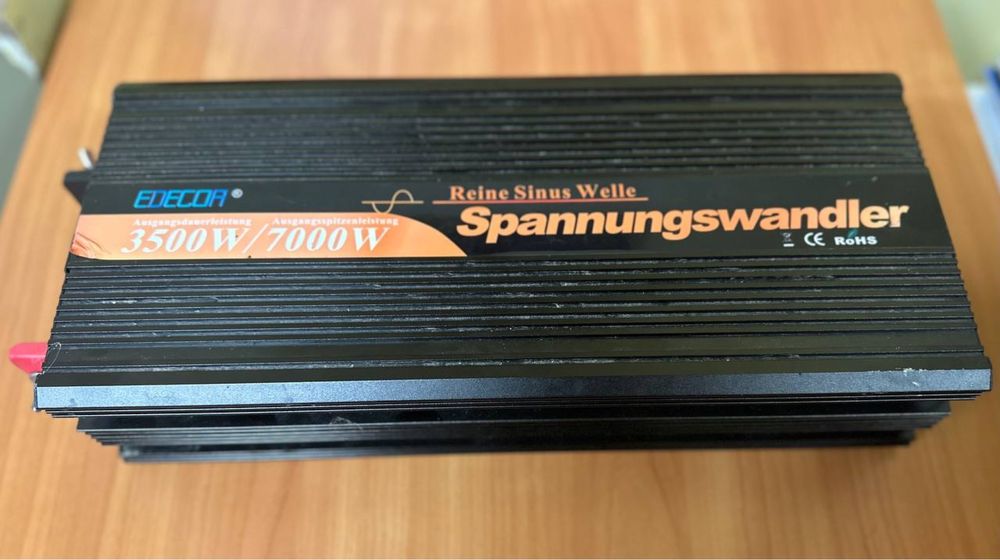 EDECOA ®
Ausgangsdauerleistung Ausgangsspitzenleistung
3500W/7000W
Reine Sinus Welle
Spannungswandler
CE RoHS